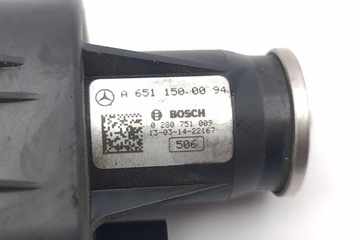 A 651 150.00 94
BOSCH
0 280 751 009
13-03-14-22167
506